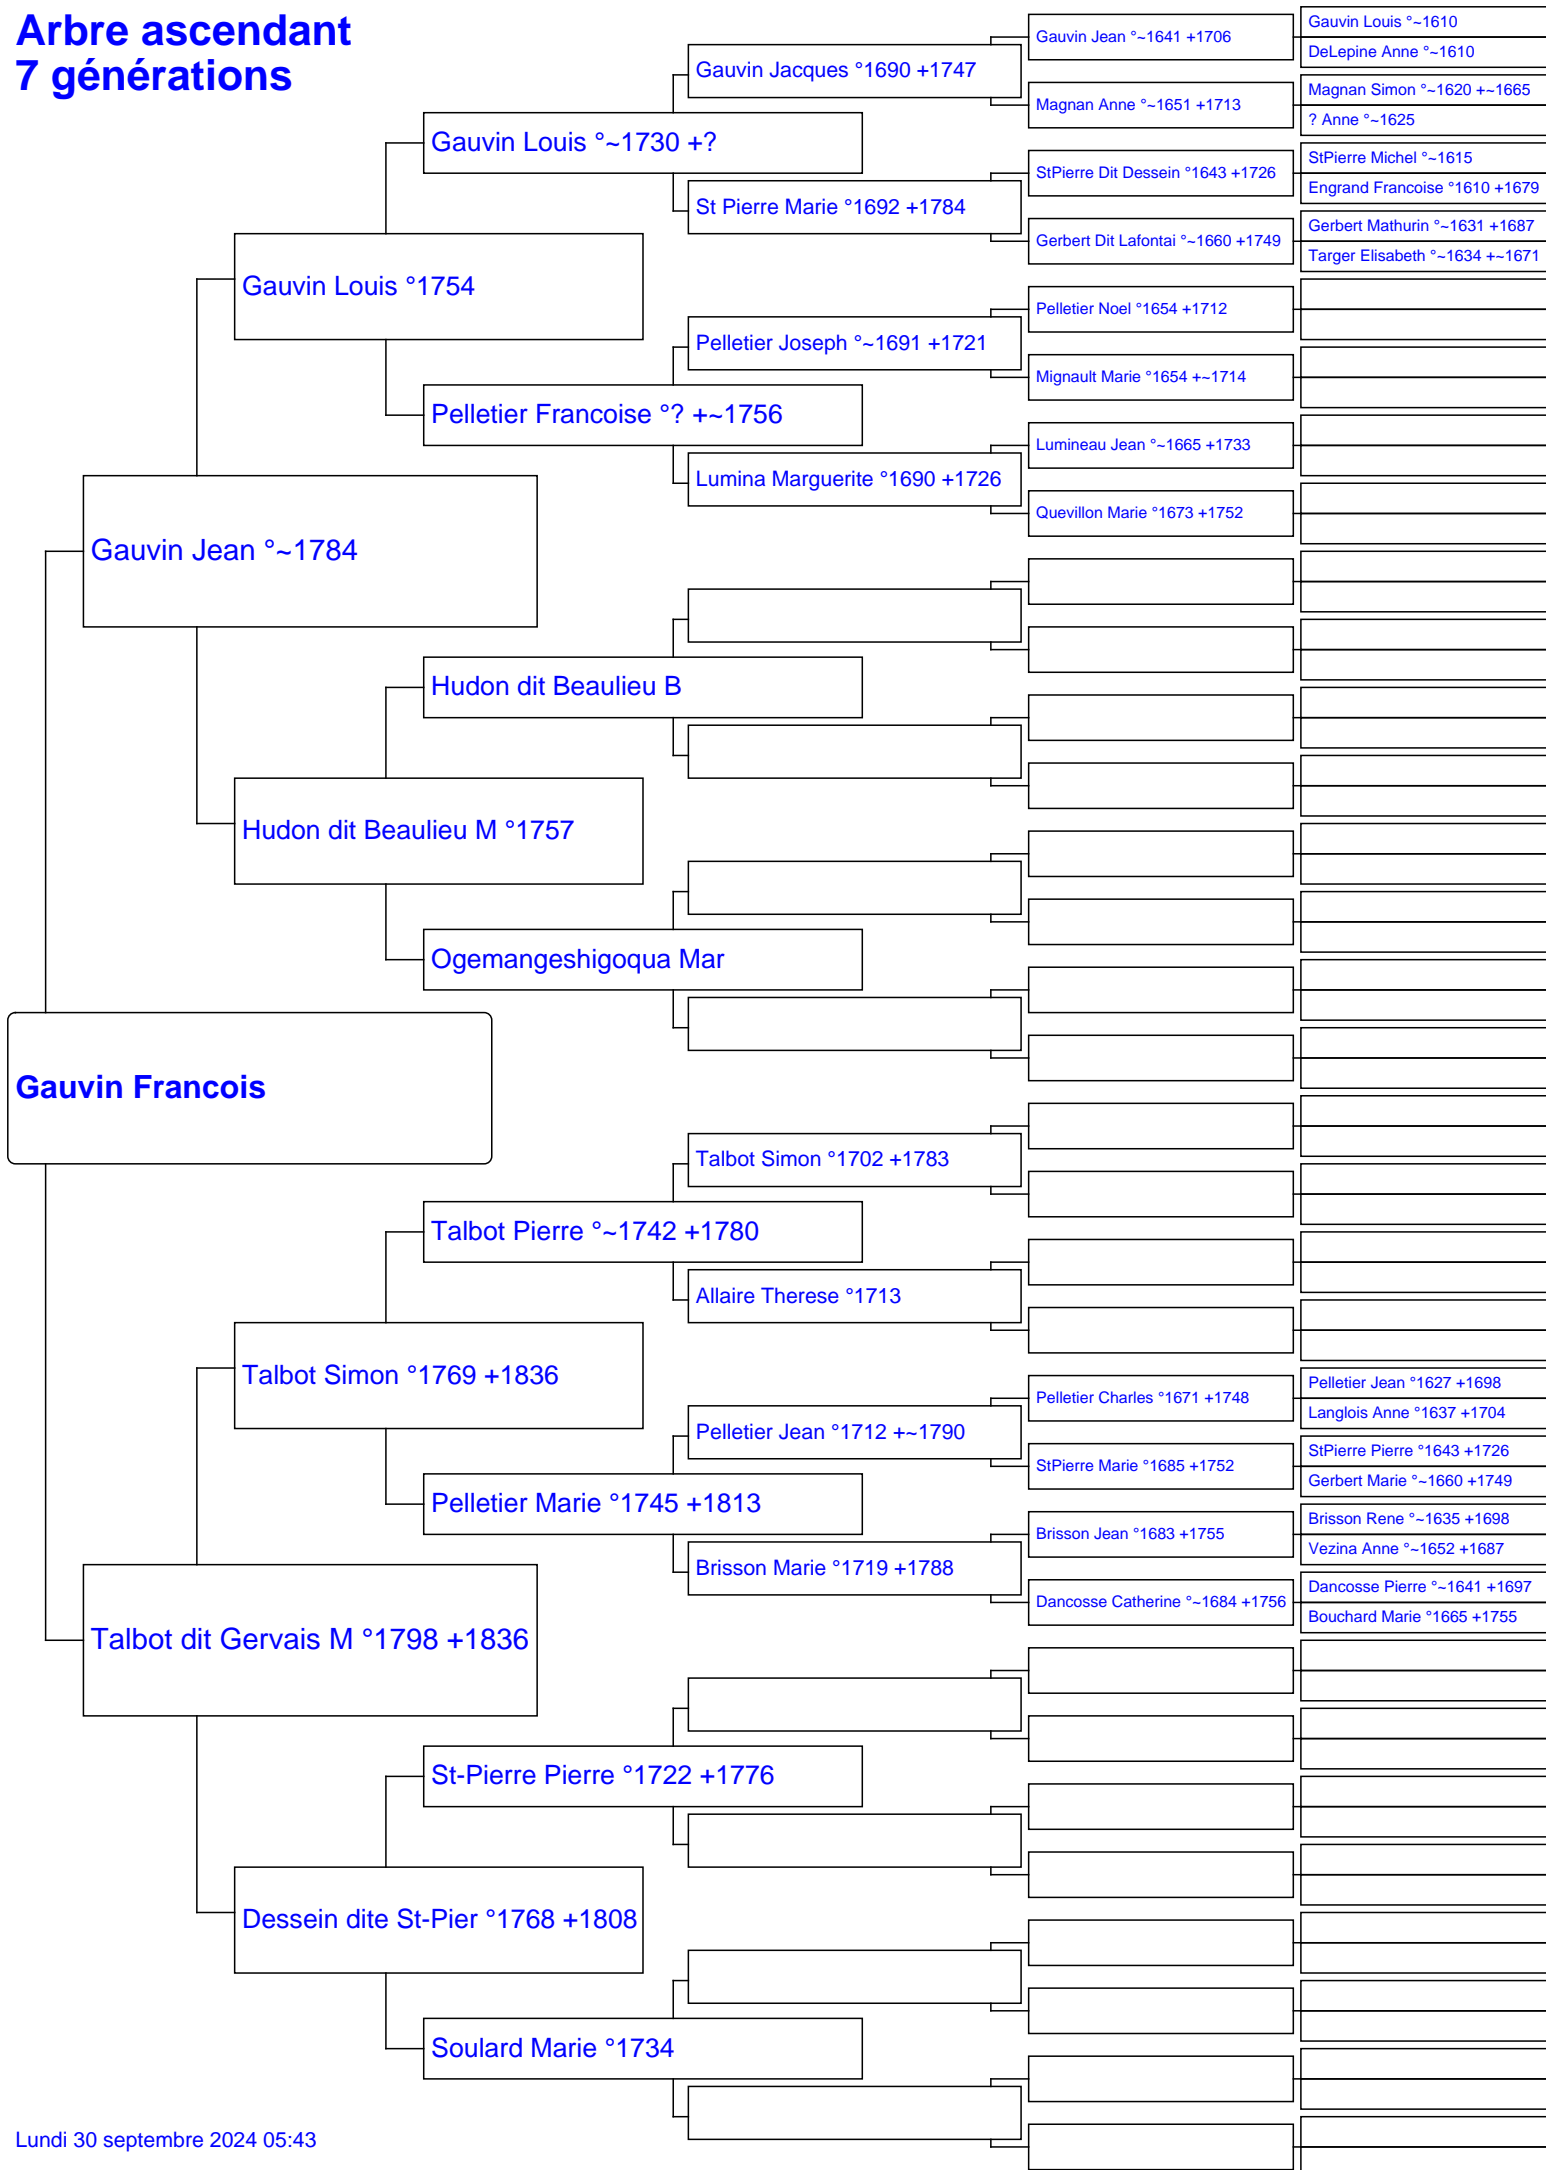 Arbre ascendant
7 générations
Gauvin Francois
Gauvin Jean °~1784
Talbot dit Gervais M °1798 +1836
Gauvin Louis °1754
Hudon dit Beaulieu M °1757
Talbot Simon °1769 +1836
Dessein dite St-Pier °1768 +1808
Gauvin Louis °~1730 +?
Pelletier Francoise °? +~1756
Hudon dit Beaulieu B
Ogemangeshigoqua Mar
Talbot Pierre °~1742 +1780
Pelletier Marie °1745 +1813
St-Pierre Pierre °1722 +1776
Soulard Marie °1734
Gauvin Jacques °1690 +1747
St Pierre Marie °1692 +1784
Pelletier Joseph °~1691 +1721
Lumina Marguerite °1690 +1726
Talbot Simon °1702 +1783
Allaire Therese °1713
Pelletier Jean °1712 +~1790
Brisson Marie °1719 +1788
Gauvin Jean °~1641 +1706
Magnan Anne °~1651 +1713
StPierre Dit Dessein °1643 +1726
Gerbert Dit Lafontai °~1660 +1749
Pelletier Noel °1654 +1712
Mignault Marie °1654 +~1714
Lumineau Jean °~1665 +1733
Quevillon Marie °1673 +1752
Pelletier Charles °1671 +1748
StPierre Marie °1685 +1752
Brisson Jean °1683 +1755
Dancosse Catherine °~1684 +1756
Gauvin Louis °~1610
DeLepine Anne °~1610
Magnan Simon °~1620 +~1665
? Anne °~1625
StPierre Michel °~1615
Engrand Francoise °1610 +1679
Gerbert Mathurin °~1631 +1687
Targer Elisabeth °~1634 +~1671
Pelletier Jean °1627 +1698
Langlois Anne °1637 +1704
StPierre Pierre °1643 +1726
Gerbert Marie °~1660 +1749
Brisson Rene °~1635 +1698
Vezina Anne °~1652 +1687
Dancosse Pierre °~1641 +1697
Bouchard Marie °1665 +1755
Lundi 30 septembre 2024 05:43